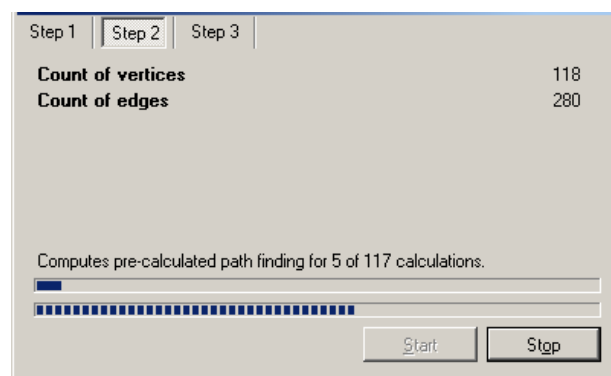 Step 1 Step 2 Step 3
Count of vertices 118
Count of edges 280
Computes pre-calculated path finding for 5 of 117 calculations.
Start Stop